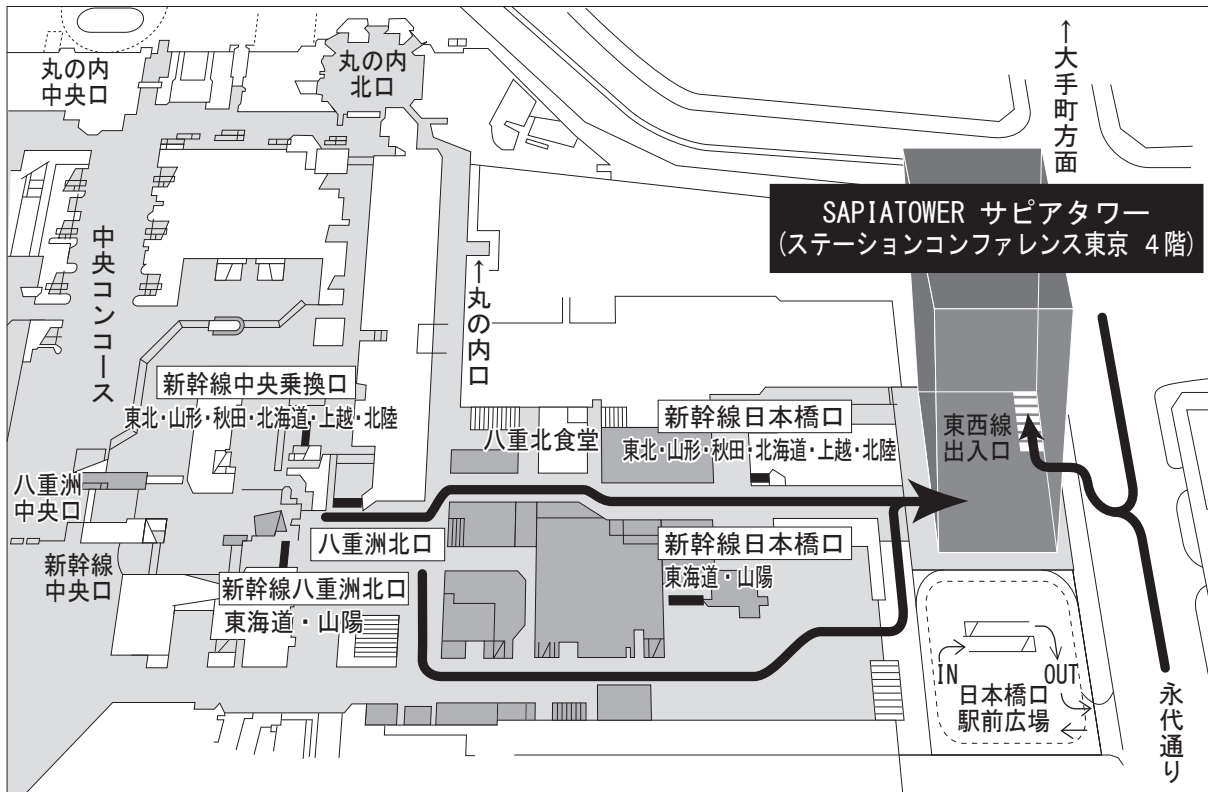 丸の内
中央口
丸の内
北口
↑大手町方面
SAPIATOWER サピアタワー
(ステーションコンファレンス東京 4階)
中央コンコース
↑丸の内口
新幹線中央乗換口
東北・山形・秋田・北海道・上越・北陸
八重北食堂
新幹線日本橋口
東北・山形・秋田・北海道・上越・北陸
東西線
出入口
八重洲
中央口
八重洲北口
新幹線日本橋口
東海道・山陽
新幹線
中央口
新幹線八重洲北口
東海道・山陽
IN
OUT
日本橋口
駅前広場
永代通り